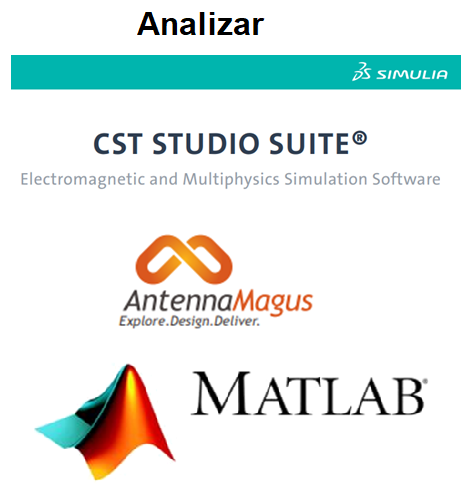 Analizar
SIMULIA
CST STUDIO SUITE®
Electromagnetic and Multiphysics Simulation Software
AntennaMagus
Explore.Design.Deliver.
MATLAB®